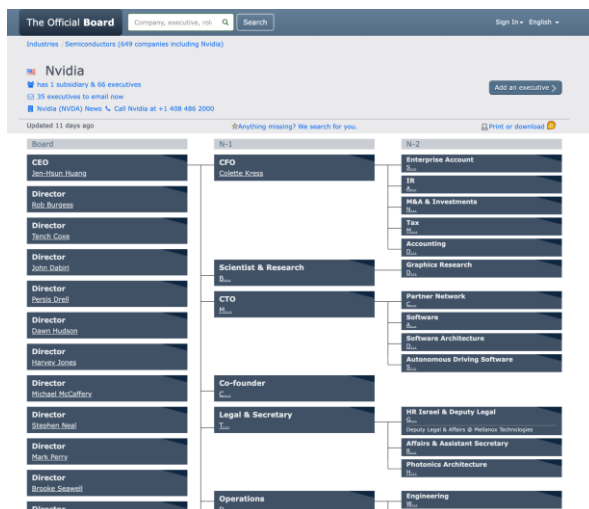 The Official Board
Company, executive, rol
Search
Sign In
English
Industries / Semiconductors (649 companies including Nvidia)
Nvidia
has 1 subsidiary & 66 executives
35 executives to email now
Nvidia (NVDA) News Call Nvidia at +1 408 486 2000
Add an executive
Updated 11 days ago
Anything missing? We search for you.
Print or download
Board
N-1
N-2
CEO
Jen-Hsun Huang
Director
Rob Burgess
Director
Tench Coxe
Director
John Dabiri
Director
Persis Drell
Director
Dawn Hudson
Director
Harvey Jones
Director
Michael McCaffery
Director
Stephen Neal
Director
Mark Perry
Director
Brooke Seawell
Director
CFO
Colette Kress
Scientist & Research
B...
CTO
M...
Co-founder
C...
Legal & Secretary
T...
Operations
Enterprise Account
S...
IR
A...
M&A & Investments
N...
Tax
M...
Accounting
D...
Graphics Research
D...
Partner Network
C...
Software
A...
Software Architecture
D...
Autonomous Driving Software
S...
HR Israel & Deputy Legal
G...
Deputy Legal & Affairs @ Mellanox Technologies
Affairs & Assistant Secretary
R...
Photonics Architecture
H...
Engineering
W...